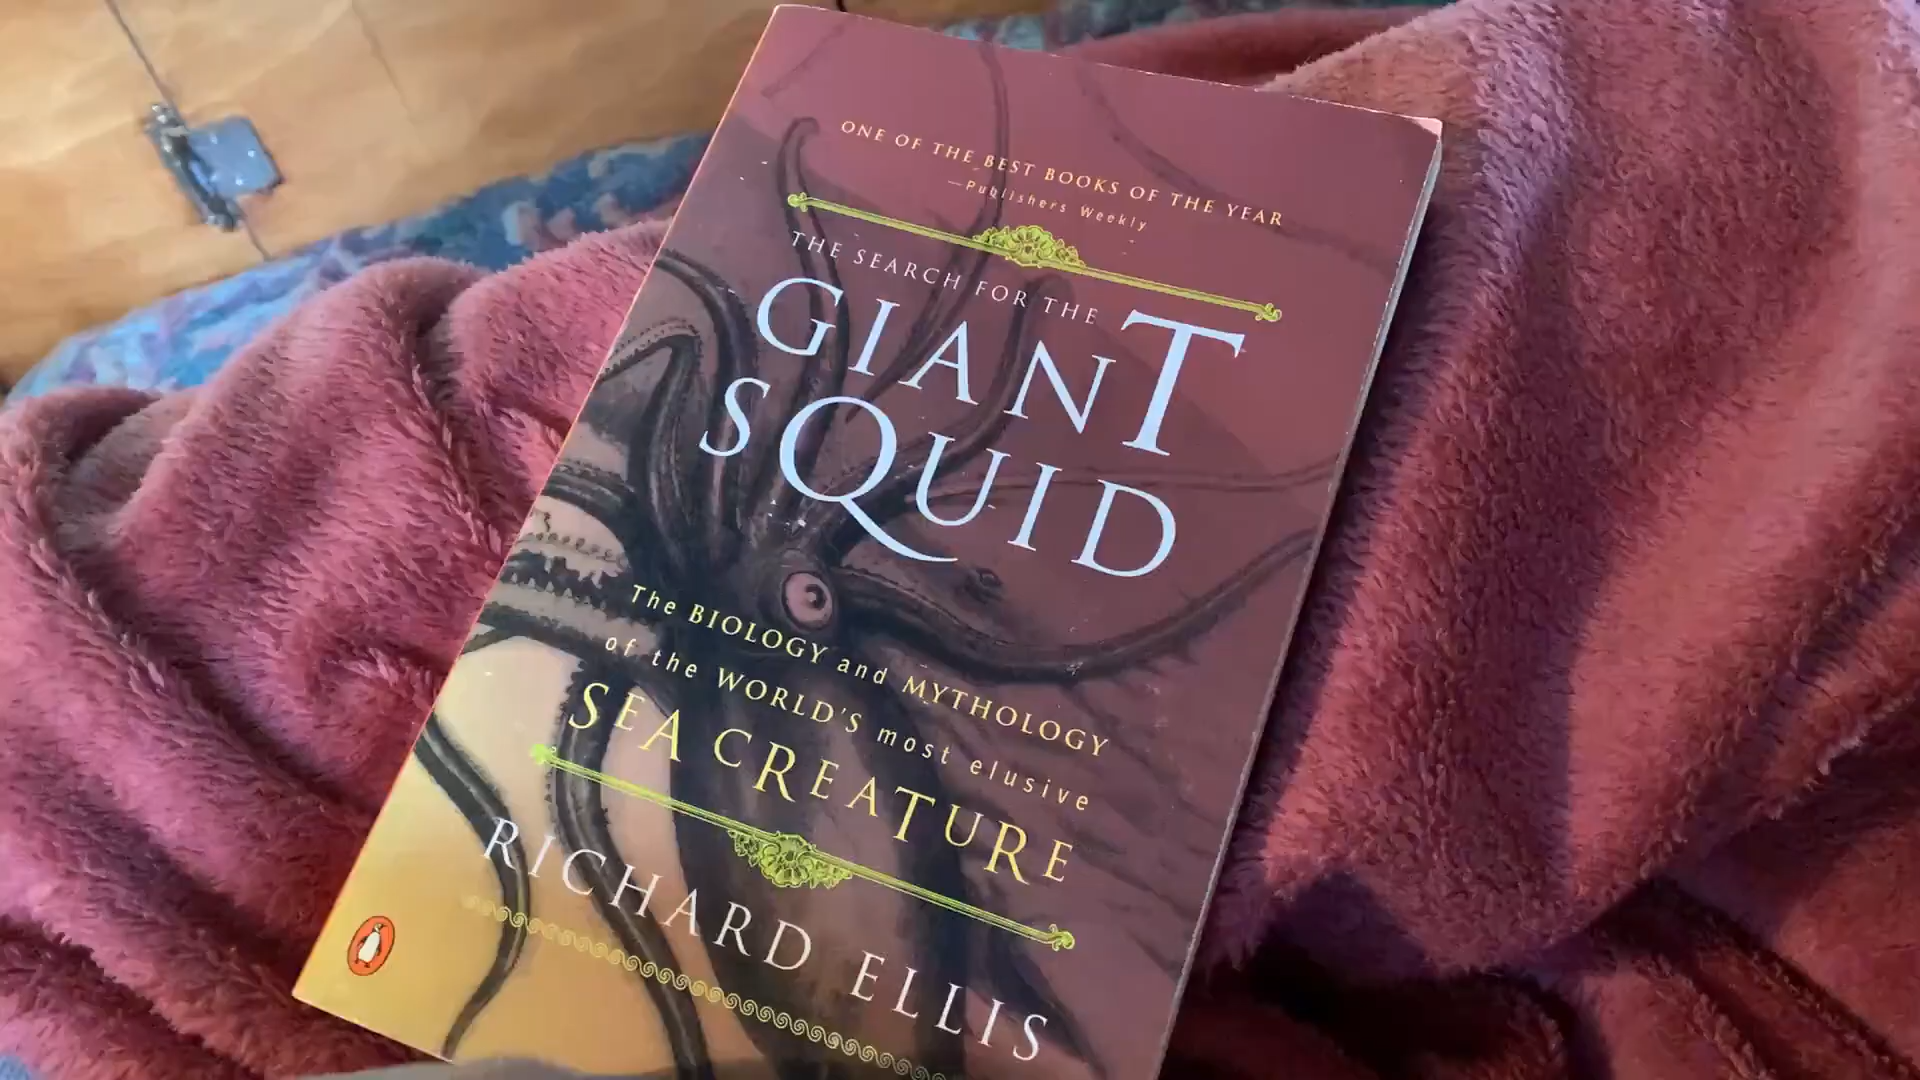 ONE OF THE BEST BOOKS OF THE YEAR
—Publishers Weekly
THE SEARCH FOR THE
GIANT
SQUID
The BIOLOGY and MYTHOLOGY
of the WORLD'S most elusive
SEA CREATURE
RICHARD ELLIS